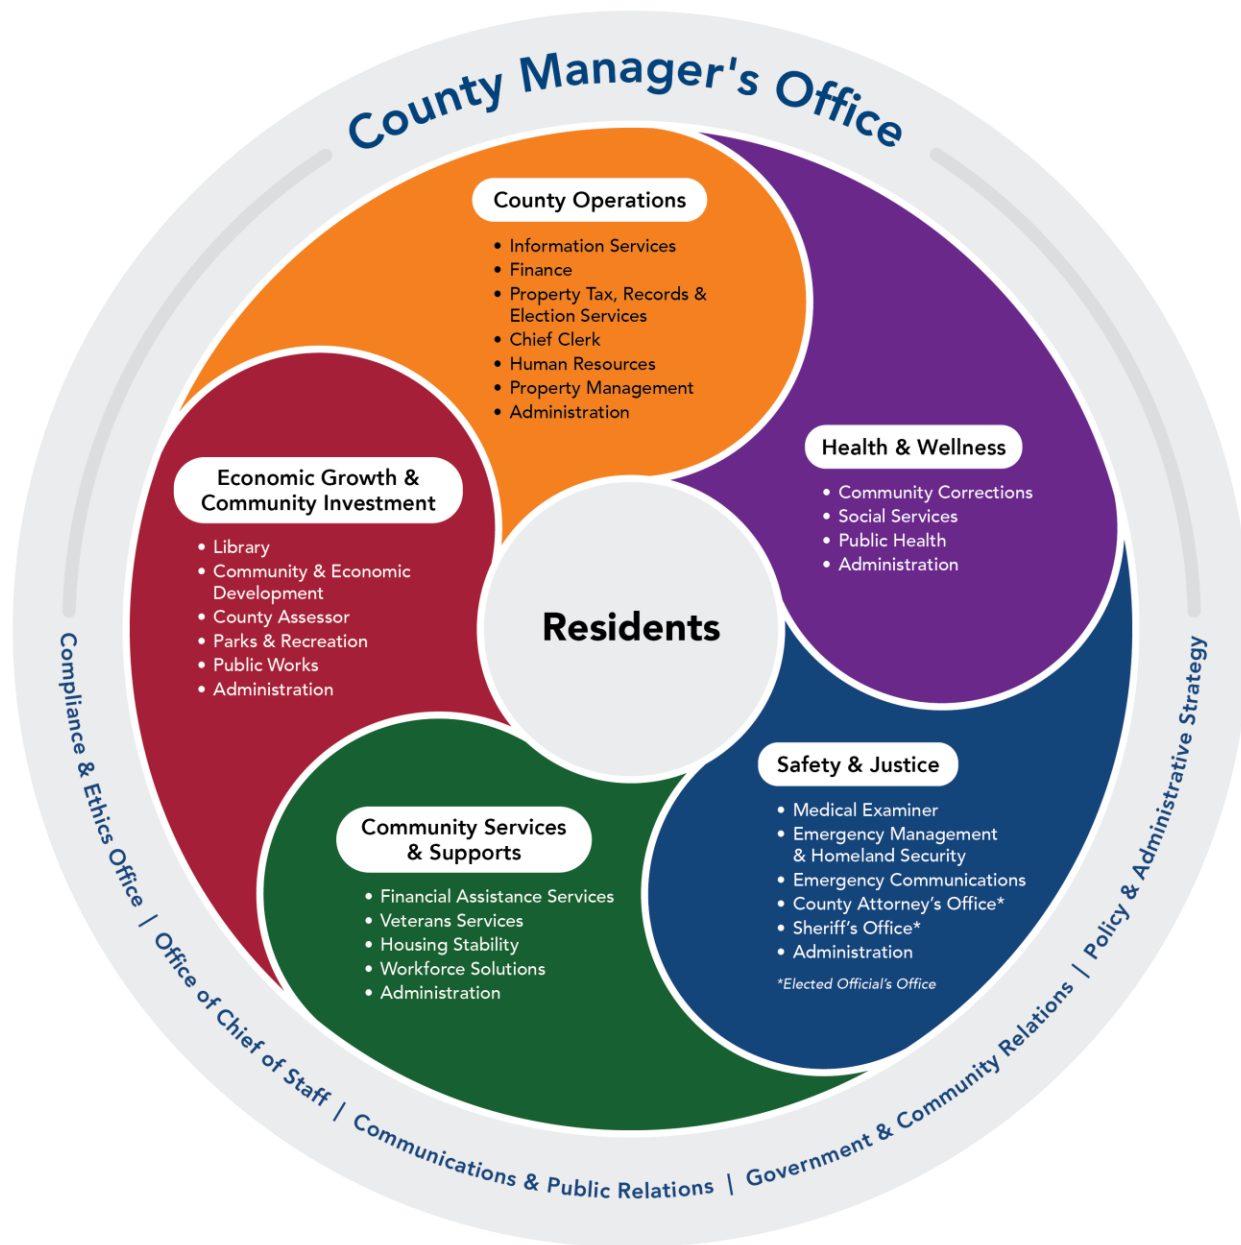 County Manager's Office
County Operations
• Information Services
• Finance
• Property Tax, Records &
Election Services
• Chief Clerk
• Human Resources
• Property Management
• Administration
Health & Wellness
• Community Corrections
• Social Services
• Public Health
• Administration
Economic Growth &
Community Investment
• Library
• Community & Economic
Development
• County Assessor
• Parks & Recreation
• Public Works
• Administration
Residents
Safety & Justice
• Medical Examiner
• Emergency Management
& Homeland Security
• Emergency Communications
• County Attorney’s Office*
• Sheriff’s Office*
• Administration
*Elected Official’s Office
Community Services
& Supports
• Financial Assistance Services
• Veterans Services
• Housing Stability
• Workforce Solutions
• Administration
Compliance & Ethics Office | Office of Chief of Staff | Communications & Public Relations | Government & Community Relations | Policy & Administrative Strategy